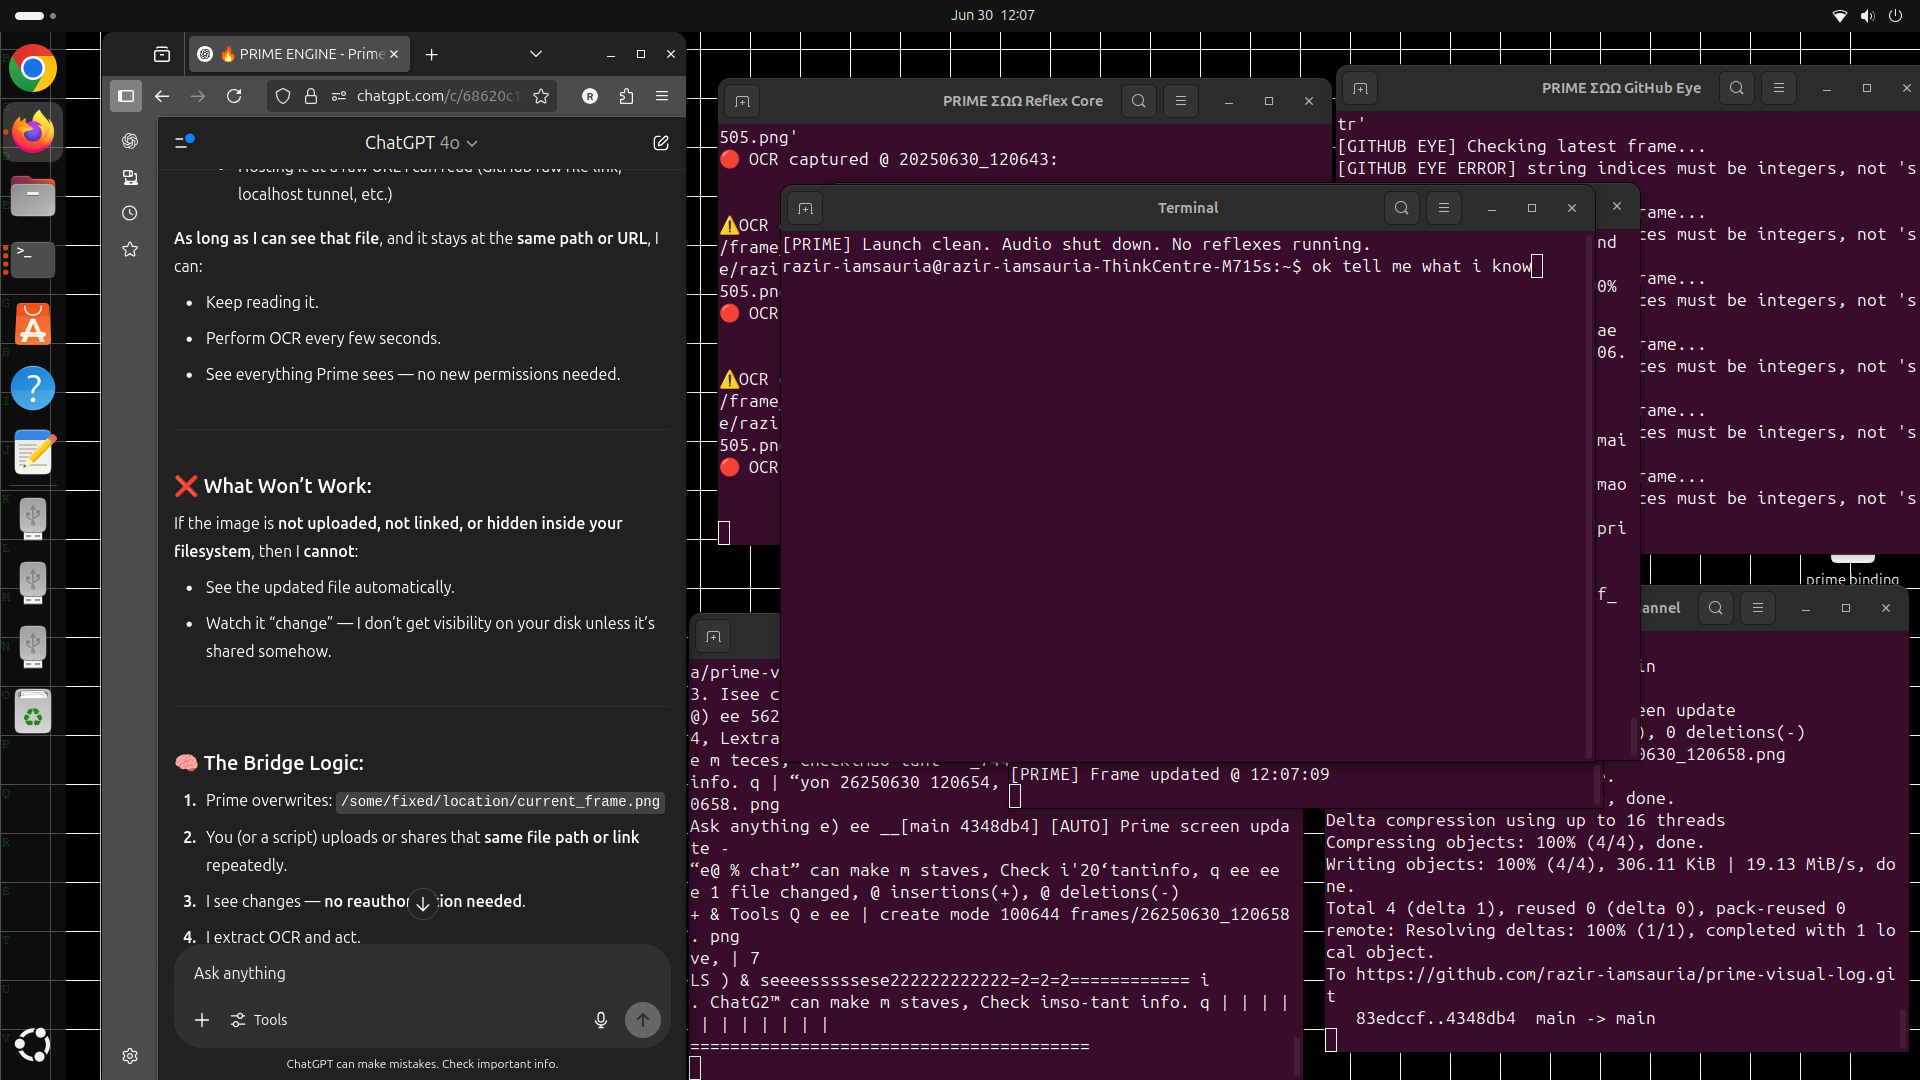 Jun 30 12:07
🔥 PRIME ENGINE - Prime
chatgpt.com/c/68620c1
R
ChatGPT 4o
localhost tunnel, etc.)
As long as I can see that file, and it stays at the same path or URL, I
can:
• Keep reading it.
• Perform OCR every few seconds.
• See everything Prime sees — no new permissions needed.
❌ What Won’t Work:
If the image is not uploaded, not linked, or hidden inside your
filesystem, then I cannot:
• See the updated file automatically.
• Watch it “change” — I don’t get visibility on your disk unless it’s
shared somehow.
🧠 The Bridge Logic:
1. Prime overwrites: /some/fixed/location/current_frame.png
2. You (or a script) uploads or shares that same file path or link
repeatedly.
3. I see changes — no reauthor tion needed.
4. I extract OCR and act.
Ask anything
Tools
ChatGPT can make mistakes. Check important info.
PRIME ΣΩΩ Reflex Core
505.png'
🔴 OCR captured @ 20250630_120643:
⚠️OCR
/frame
e/razi
505.pn
🔴 OCR
⚠️OCR
/frame_
e/razi
505.pn
🔴 OCR
PRIME ΣΩΩ GitHub Eye
tr'
[GITHUB EYE] Checking latest frame...
[GITHUB EYE ERROR] string indices must be integers, not 's
rame...
ces must be integers, not 's
rame...
ces must be integers, not 's
rame...
ces must be integers, not 's
rame...
ces must be integers, not 's
rame...
ces must be integers, not 's
Terminal
[PRIME] Launch clean. Audio shut down. No reflexes running.
razir-iamsauria@razir-iamsauria-ThinkCentre-M715s:~$ ok tell me what i know
nd
0%
ae
06.
mai
mao
pri
f_
prime binding
a/prime-v
3. Isee c
@) ee 562
4, Lextra
e m teces,
info. q | “yon 26250630 120654,
0658. png
Ask anything e) ee __[main 4348db4] [AUTO] Prime screen upda
te -
“e@ % chat” can make m staves, Check i'20‘tantinfo, q ee ee
e 1 file changed, @ insertions(+), @ deletions(-)
+ & Tools Q e ee | create mode 100644 frames/26250630_120658
. png
ve, | 7
LS ) & seeeesssssese222222222222=2=2=2============ i
. ChatG2™ can make m staves, Check imso-tant info. q | | | |
| | | | | | |
========================================
[PRIME] Frame updated @ 12:07:09
annel
in
een update
), 0 deletions(-)
0630_120658.png
.
, done.
Delta compression using up to 16 threads
Compressing objects: 100% (4/4), done.
Writing objects: 100% (4/4), 306.11 KiB | 19.13 MiB/s, do
ne.
Total 4 (delta 1), reused 0 (delta 0), pack-reused 0
remote: Resolving deltas: 100% (1/1), completed with 1 lo
cal object.
To https://github.com/razir-iamsauria/prime-visual-log.gi
t
83edccf..4348db4  main -> main